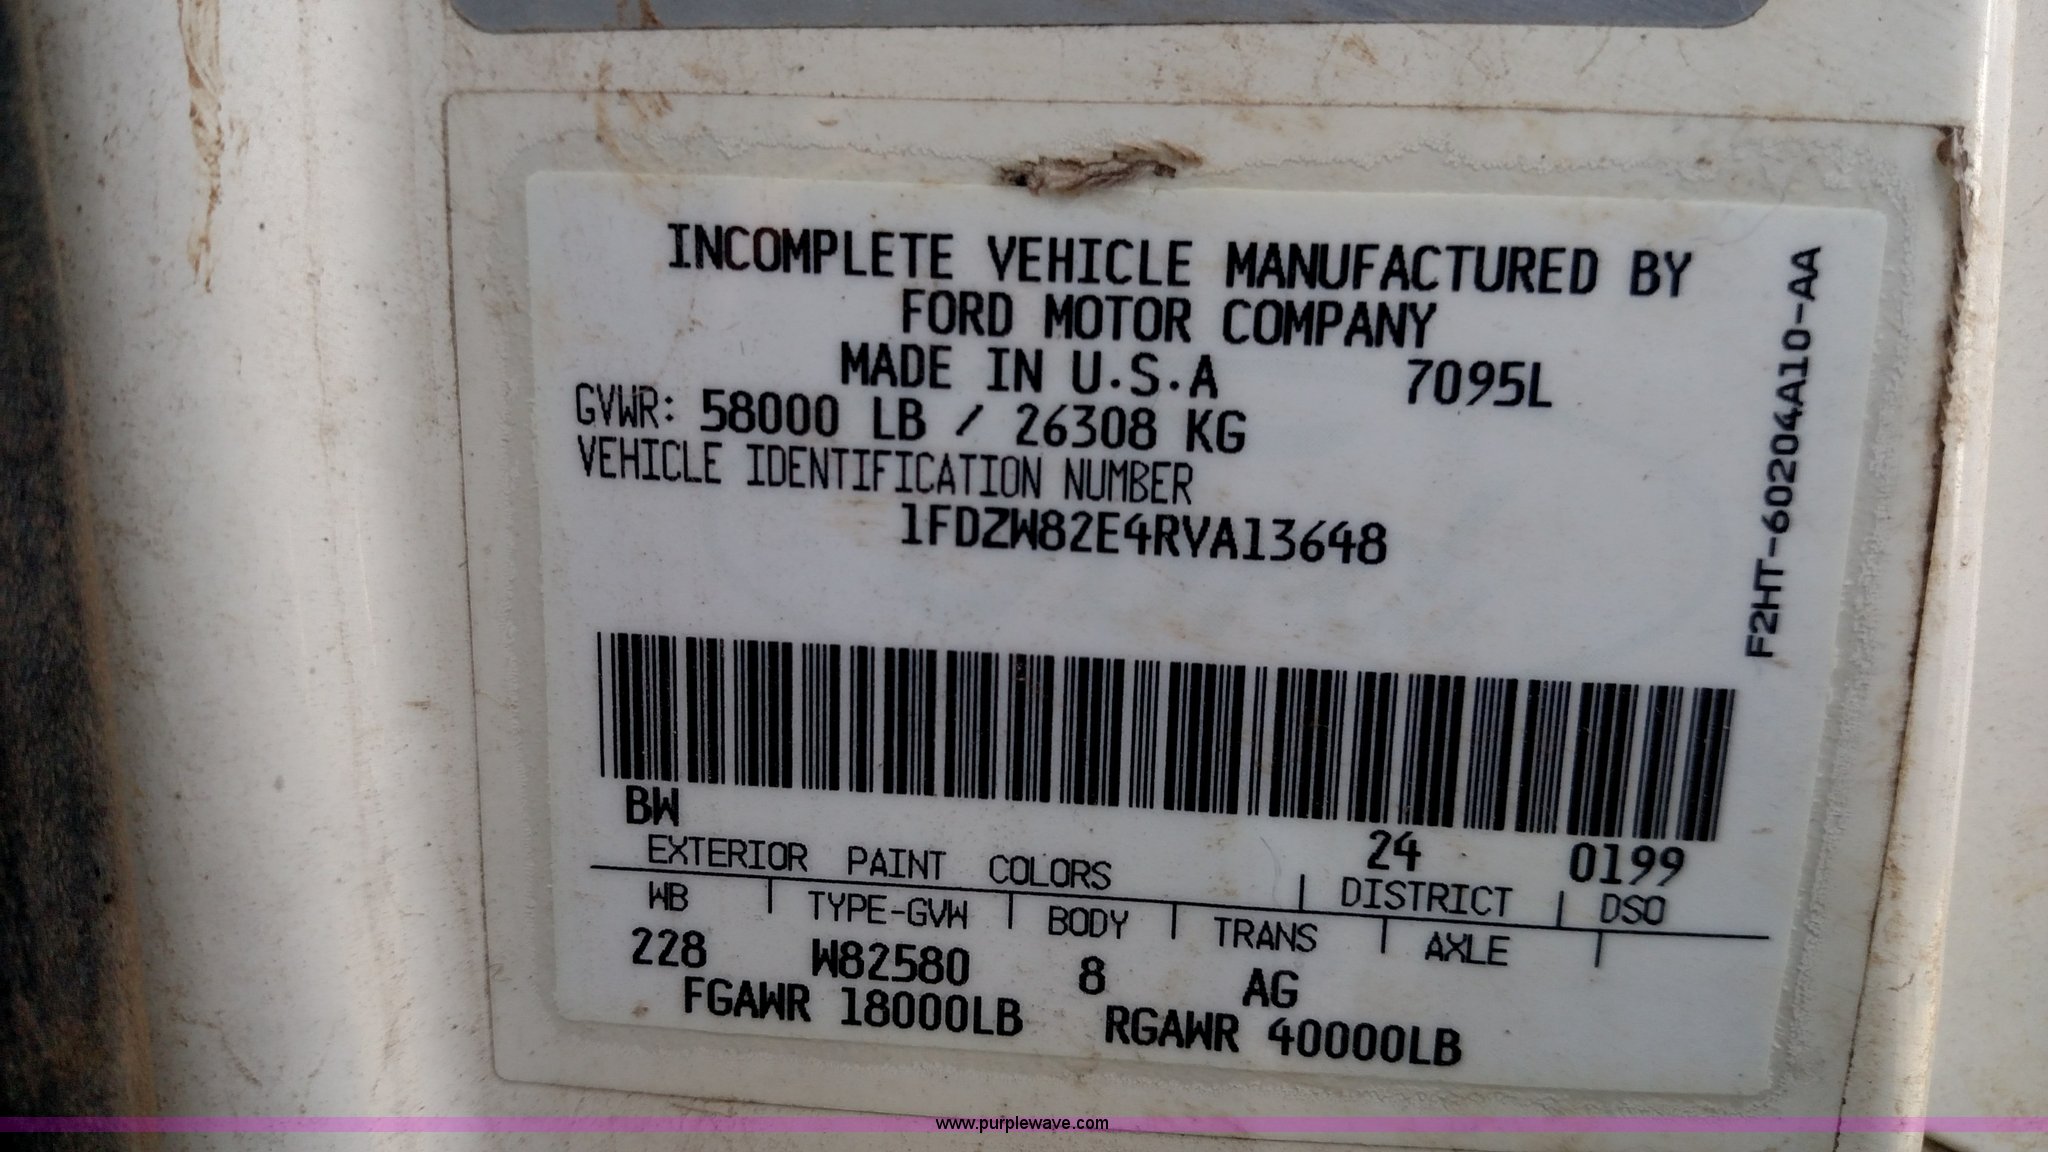 INCOMPLETE VEHICLE MANUFACTURED BY
FORD MOTOR COMPANY
MADE IN U.S.A 7095L
GVWR: 58000 LB / 26308 KG
VEHICLE IDENTIFICATION NUMBER
1FDZW82E4RVA13648
F2HT-60204A10-AA
BW 24 0199
EXTERIOR PAINT COLORS DISTRICT DSO
WB TYPE-GVW BODY TRANS AXLE
228 W82580 8 AG
FGAWR 18000LB RGAWR 40000LB
www.purplewave.com